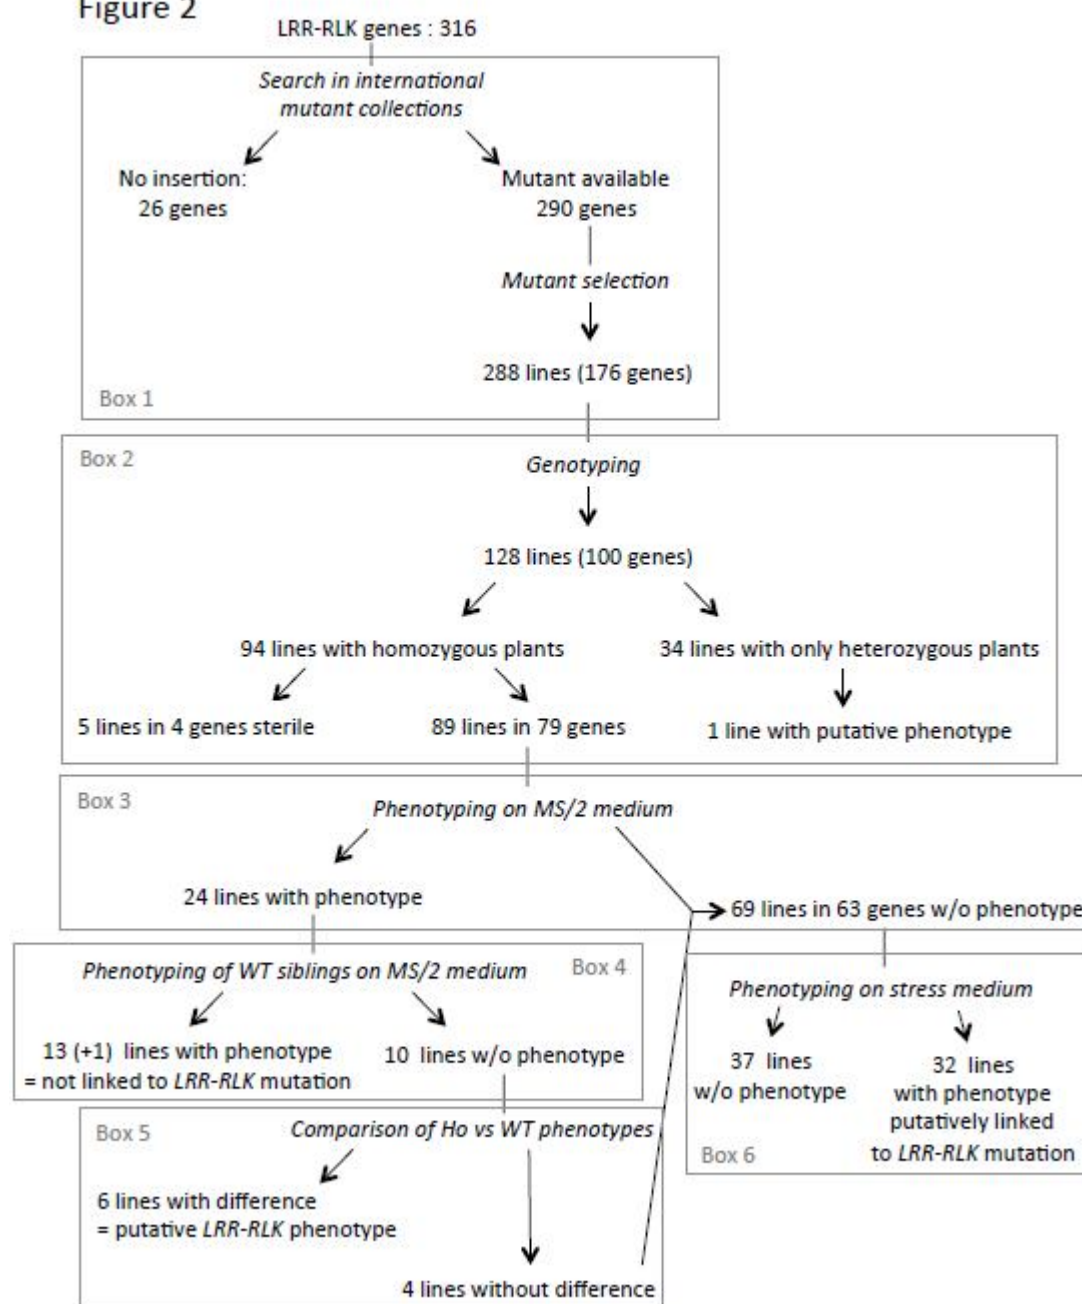 Figure 2
LRR-RLK genes : 316
Search in international
mutant collections
No insertion:
26 genes
Mutant available
290 genes
Mutant selection
288 lines (176 genes)
Box 1
Box 2
Genotyping
128 lines (100 genes)
94 lines with homozygous plants
34 lines with only heterozygous plants
5 lines in 4 genes sterile
89 lines in 79 genes
1 line with putative phenotype
Box 3
Phenotyping on MS/2 medium
24 lines with phenotype
69 lines in 63 genes w/o phenotype
Phenotyping of WT siblings on MS/2 medium
Box 4
13 (+1) lines with phenotype
= not linked to LRR-RLK mutation
10 lines w/o phenotype
Box 5
Comparison of Ho vs WT phenotypes
6 lines with difference
= putative LRR-RLK phenotype
4 lines without difference
Phenotyping on stress medium
37 lines
w/o phenotype
32 lines
with phenotype
putatively linked
to LRR-RLK mutation
Box 6